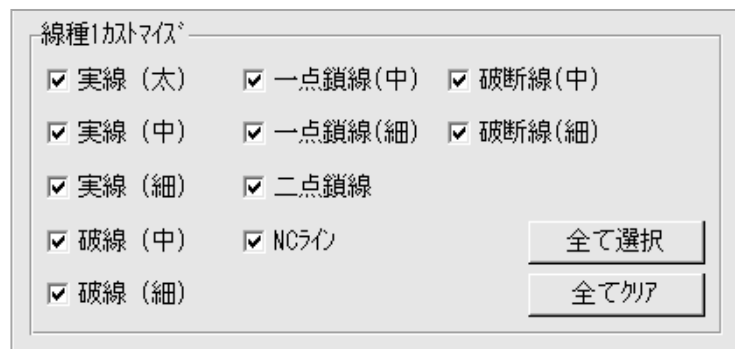 線種1ｶｽﾄﾏｲｽﾞ
実線（太） 一点鎖線(中) 破断線(中)
実線（中） 一点鎖線(細) 破断線(細)
実線（細） 二点鎖線
破線（中） NCﾗｲﾝ 全て選択
破線（細） 全てｸﾘｱ